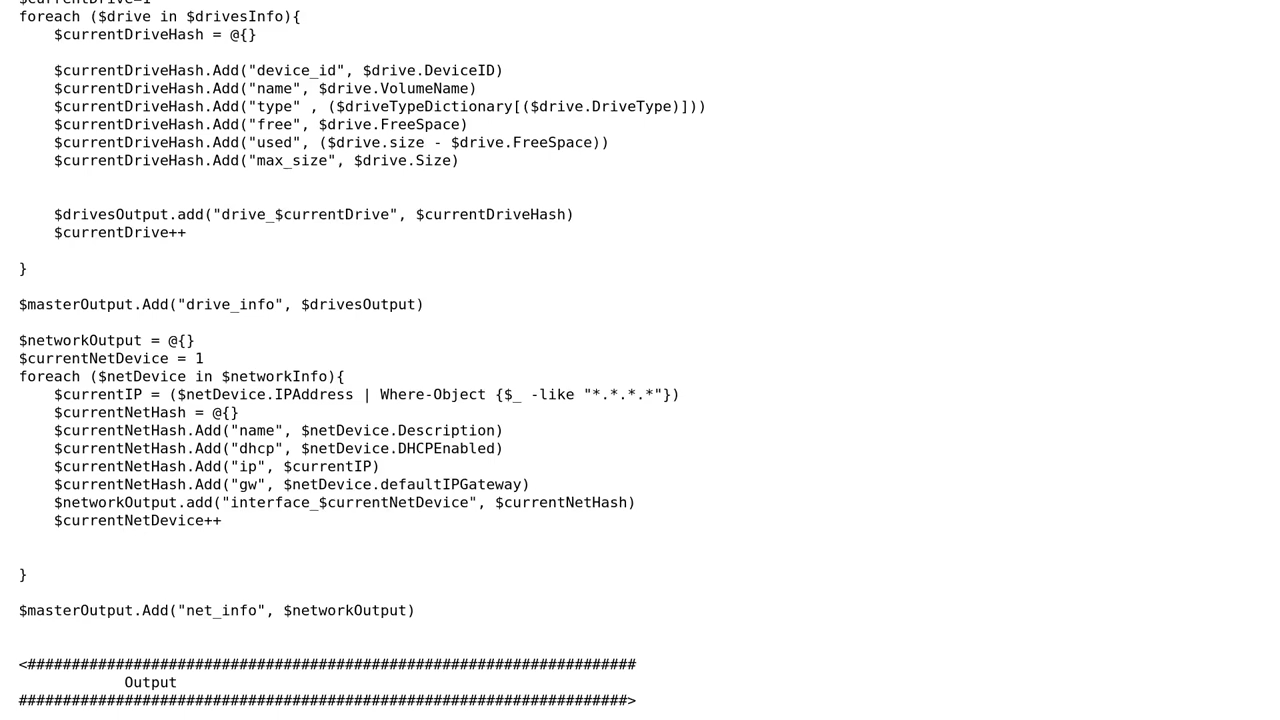 $currentDrive=1
foreach ($drive in $drivesInfo){
    $currentDriveHash = @{}
    $currentDriveHash.Add("device_id", $drive.DeviceID)
    $currentDriveHash.Add("name", $drive.VolumeName)
    $currentDriveHash.Add("type" , ($driveTypeDictionary[($drive.DriveType)]))
    $currentDriveHash.Add("free", $drive.FreeSpace)
    $currentDriveHash.Add("used", ($drive.size - $drive.FreeSpace))
    $currentDriveHash.Add("max_size", $drive.Size)
    $drivesOutput.add("drive_$currentDrive", $currentDriveHash)
    $currentDrive++
}
$masterOutput.Add("drive_info", $drivesOutput)
$networkOutput = @{}
$currentNetDevice = 1
foreach ($netDevice in $networkInfo){
    $currentIP = ($netDevice.IPAddress | Where-Object {$_ -like "*.*.*.*"})
    $currentNetHash = @{}
    $currentNetHash.Add("name", $netDevice.Description)
    $currentNetHash.Add("dhcp", $netDevice.DHCPEnabled)
    $currentNetHash.Add("ip", $currentIP)
    $currentNetHash.Add("gw", $netDevice.defaultIPGateway)
    $networkOutput.add("interface_$currentNetDevice", $currentNetHash)
    $currentNetDevice++
}
$masterOutput.Add("net_info", $networkOutput)
<#####################################################################
            Output
#####################################################################>